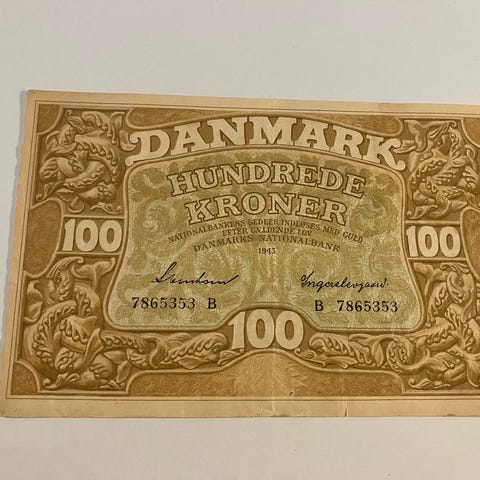 DANMARK
HUNDREDE
KRONER
NATIONALBANKENS SEDLER INDLØSES MED GULD
EFTER GÆLDENDE LOV
DANMARKS NATIONALBANK
1943
100 100
7865353 B B 7865353
100